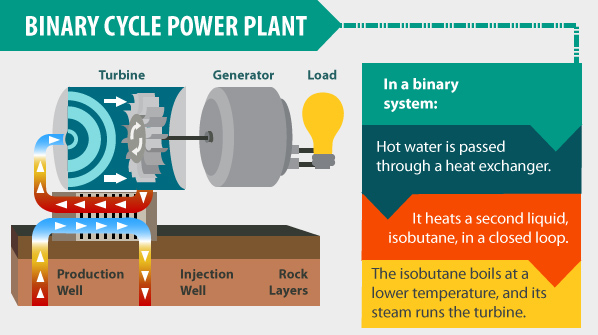 BINARY CYCLE POWER PLANT
Turbine
Generator
Load
Production
Well
Injection
Well
Rock
Layers
In a binary
system:
Hot water is passed
through a heat exchanger.
It heats a second liquid,
isobutane, in a closed loop.
The isobutane boils at a
lower temperature, and its
steam runs the turbine.